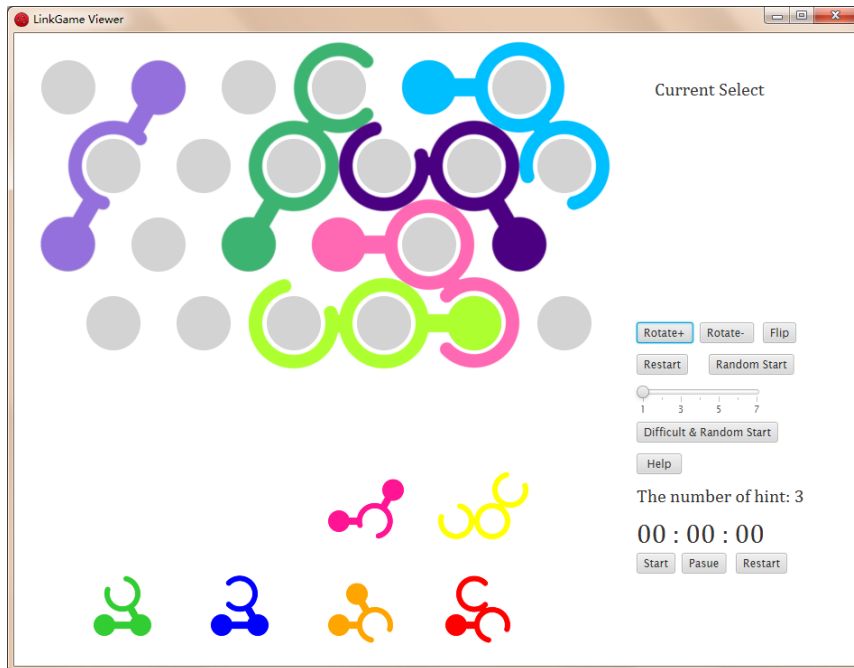 LinkGame Viewer
Current Select
Rotate+ Rotate- Flip
Restart Random Start
1 3 5 7
Difficult & Random Start
Help
The number of hint: 3
00 : 00 : 00
Start Pasue Restart